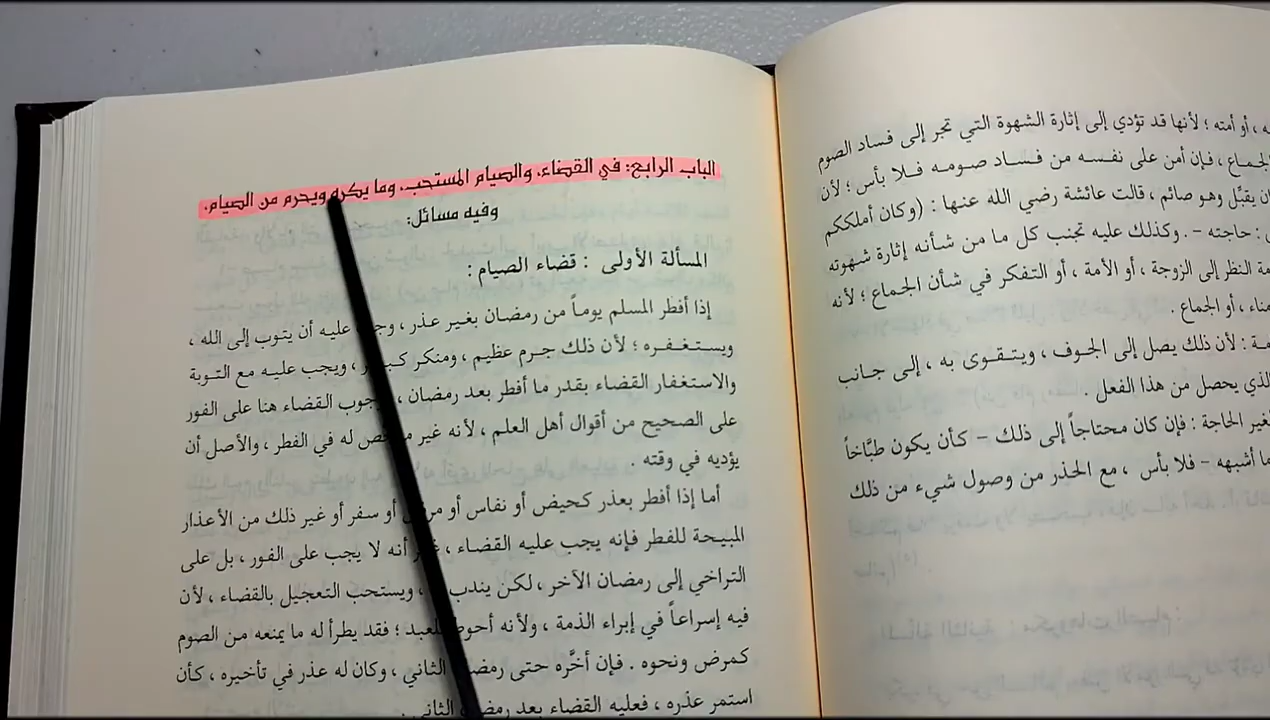 ـه ، أو أمته ؛ لأنها قد تؤدي إلى إثارة الشهوة التي تجر إلى فساد الصوم
الجماع ، فإن أمن على نفسه من فساد صومه فلا بأس ؛ لأن
يقبِّل وهو صائم ، قالت عائشة رضي الله عنها : (وكان أملككم
: حاجته - . وكذلك عليه تجنب كل ما من شأنه إثارة شهوته
النظر إلى الزوجة ، أو الأمة ، أو التفكر في شأن الجماع ؛ لأنه
، أو الجماع .
: لأن ذلك يصل إلى الجوف ، ويتقوى به ، إلى جانب
الذي يحصل من هذا الفعل .
لغير الحاجة : فإن كان محتاجاً إلى ذلك - كأن يكون طبَّاخاً
ما أشبهه - فلا بأس ، مع الحذر من وصول شيء من ذلك
الباب الرابع: في القضاء، والصيام المستحب، وما يكره ويحرم من الصيام،
وفيه مسائل:
المسألة الأولى : قضاء الصيام :
إذا أفطر المسلم يوماً من رمضان بغير عذر ، وجب عليه أن يتوب إلى الله ،
ويستغفره ؛ لأن ذلك جرم عظيم ، ومنكر كبير ، ويجب عليه مع التوبة
والاستغفار القضاء بقدر ما أفطر بعد رمضان ، ووجوب القضاء هنا على الفور
على الصحيح من أقوال أهل العلم ، لأنه غير مرخص له في الفطر ، والأصل أن
يؤديه في وقته .
أما إذا أفطر بعذر كحيض أو نفاس أو مرض أو سفر أو غير ذلك من الأعذار
المبيحة للفطر فإنه يجب عليه القضاء ، غير أنه لا يجب على الفور ، بل على
التراخي إلى رمضان الآخر ، لكن يندب ، ويستحب التعجيل بالقضاء ، لأن
فيه إسراعاً في إبراء الذمة ، ولأنه أحوط للعبد ؛ فقد يطرأ له ما يمنعه من الصوم
كمرض ونحوه . فإن أخَّره حتى رمضان الثاني ، وكان له عذر في تأخيره ، كأن
استمر عذره ، فعليه القضاء بعد رمضان الثاني .